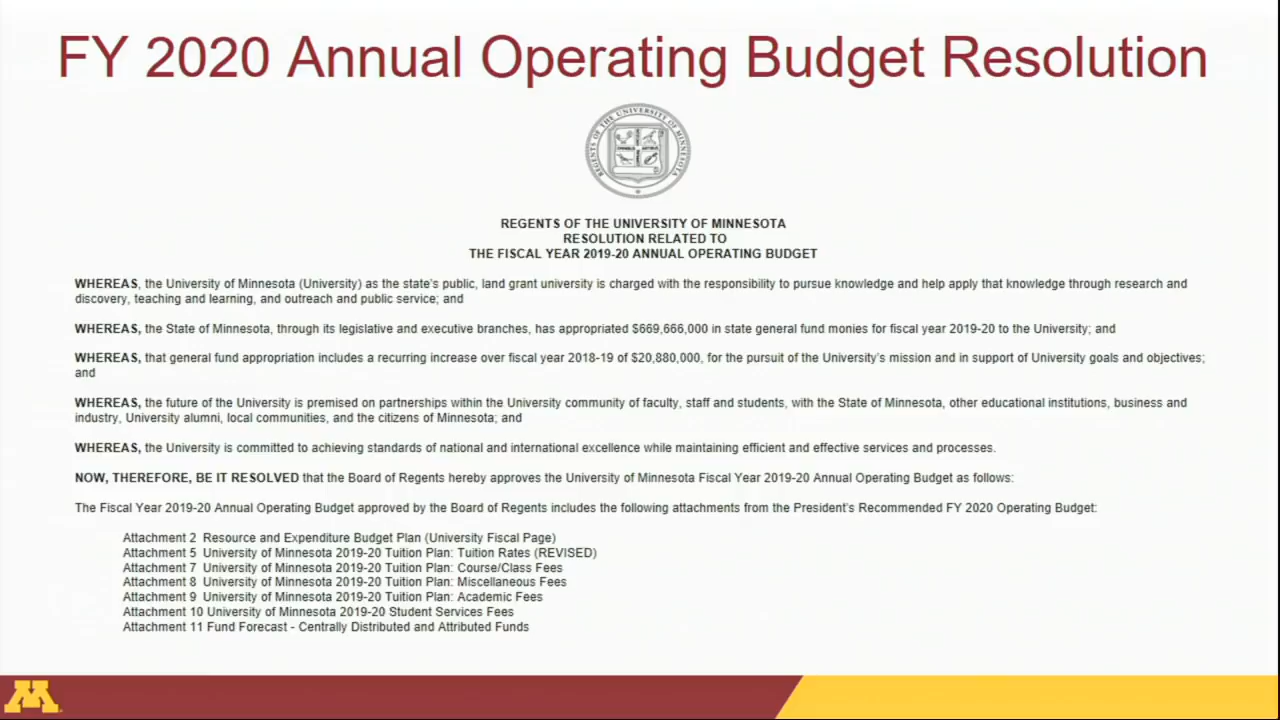 FY 2020 Annual Operating Budget Resolution
REGENTS OF THE UNIVERSITY OF MINNESOTA
REGENTS OF THE UNIVERSITY OF MINNESOTA
RESOLUTION RELATED TO
THE FISCAL YEAR 2019-20 ANNUAL OPERATING BUDGET
WHEREAS, the University of Minnesota (University) as the state's public, land grant university is charged with the responsibility to pursue knowledge and help apply that knowledge through research and
discovery, teaching and learning, and outreach and public service; and
WHEREAS, the State of Minnesota, through its legislative and executive branches, has appropriated $669,666,000 in state general fund monies for fiscal year 2019-20 to the University; and
WHEREAS, that general fund appropriation includes a recurring increase over fiscal year 2018-19 of $20,880,000, for the pursuit of the University's mission and in support of University goals and objectives;
and
WHEREAS, the future of the University is premised on partnerships within the University community of faculty, staff and students, with the State of Minnesota, other educational institutions, business and
industry, University alumni, local communities, and the citizens of Minnesota; and
WHEREAS, the University is committed to achieving standards of national and international excellence while maintaining efficient and effective services and processes.
NOW, THEREFORE, BE IT RESOLVED that the Board of Regents hereby approves the University of Minnesota Fiscal Year 2019-20 Annual Operating Budget as follows:
The Fiscal Year 2019-20 Annual Operating Budget approved by the Board of Regents includes the following attachments from the President's Recommended FY 2020 Operating Budget:
Attachment 2 Resource and Expenditure Budget Plan (University Fiscal Page)
Attachment 5 University of Minnesota 2019-20 Tuition Plan: Tuition Rates (REVISED)
Attachment 7 University of Minnesota 2019-20 Tuition Plan: Course/Class Fees
Attachment 8 University of Minnesota 2019-20 Tuition Plan: Miscellaneous Fees
Attachment 9 University of Minnesota 2019-20 Tuition Plan: Academic Fees
Attachment 10 University of Minnesota 2019-20 Student Services Fees
Attachment 11 Fund Forecast - Centrally Distributed and Attributed Funds
M